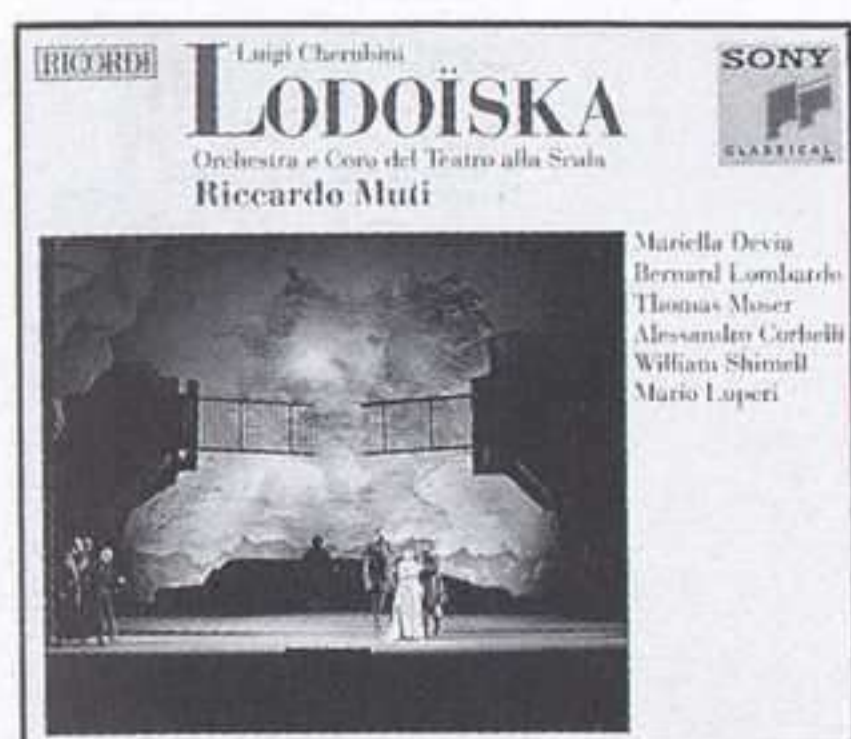 RICORDI
Luigi Cherubini
LODOÏSKA
Orchestra e Coro del Teatro alla Scala
Riccardo Muti
SONY
CLASSICAL
Mariella Devia
Bernard Lombardo
Thomas Moser
Alessandro Corbelli
William Shimell
Mario Luperi